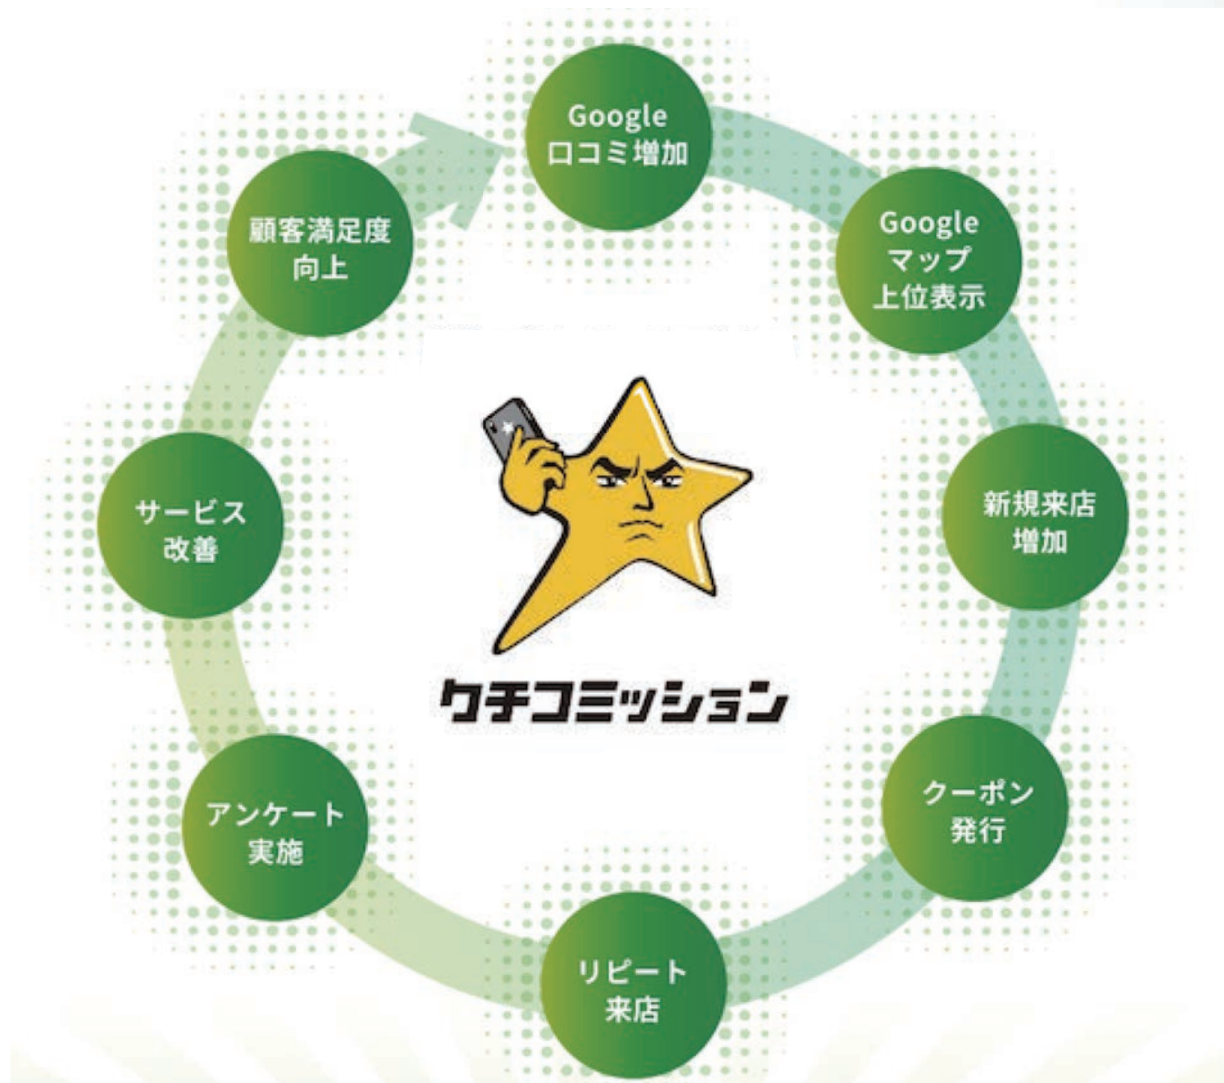 Google
口コミ増加
Google
マップ
上位表示
新規来店
増加
クーポン
発行
リピート
来店
アンケート
実施
サービス
改善
顧客満足度
向上
クチコミッション